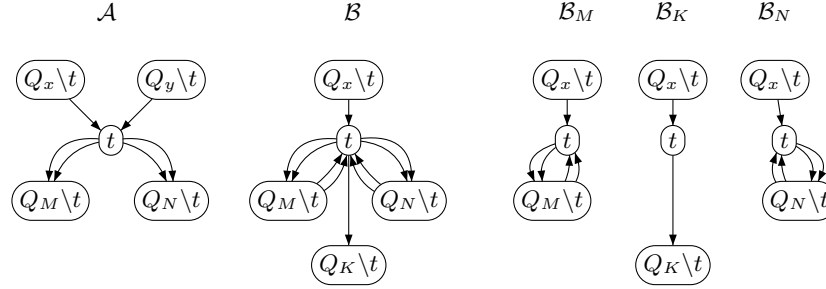 𝒜 ℬ ℬ_M ℬ_K ℬ_N
Q_x\t Q_y\t Q_x\t Q_x\t Q_x\t Q_x\t
t t t t t
Q_M\t Q_N\t Q_M\t Q_N\t Q_M\t Q_N\t
Q_K\t Q_K\t